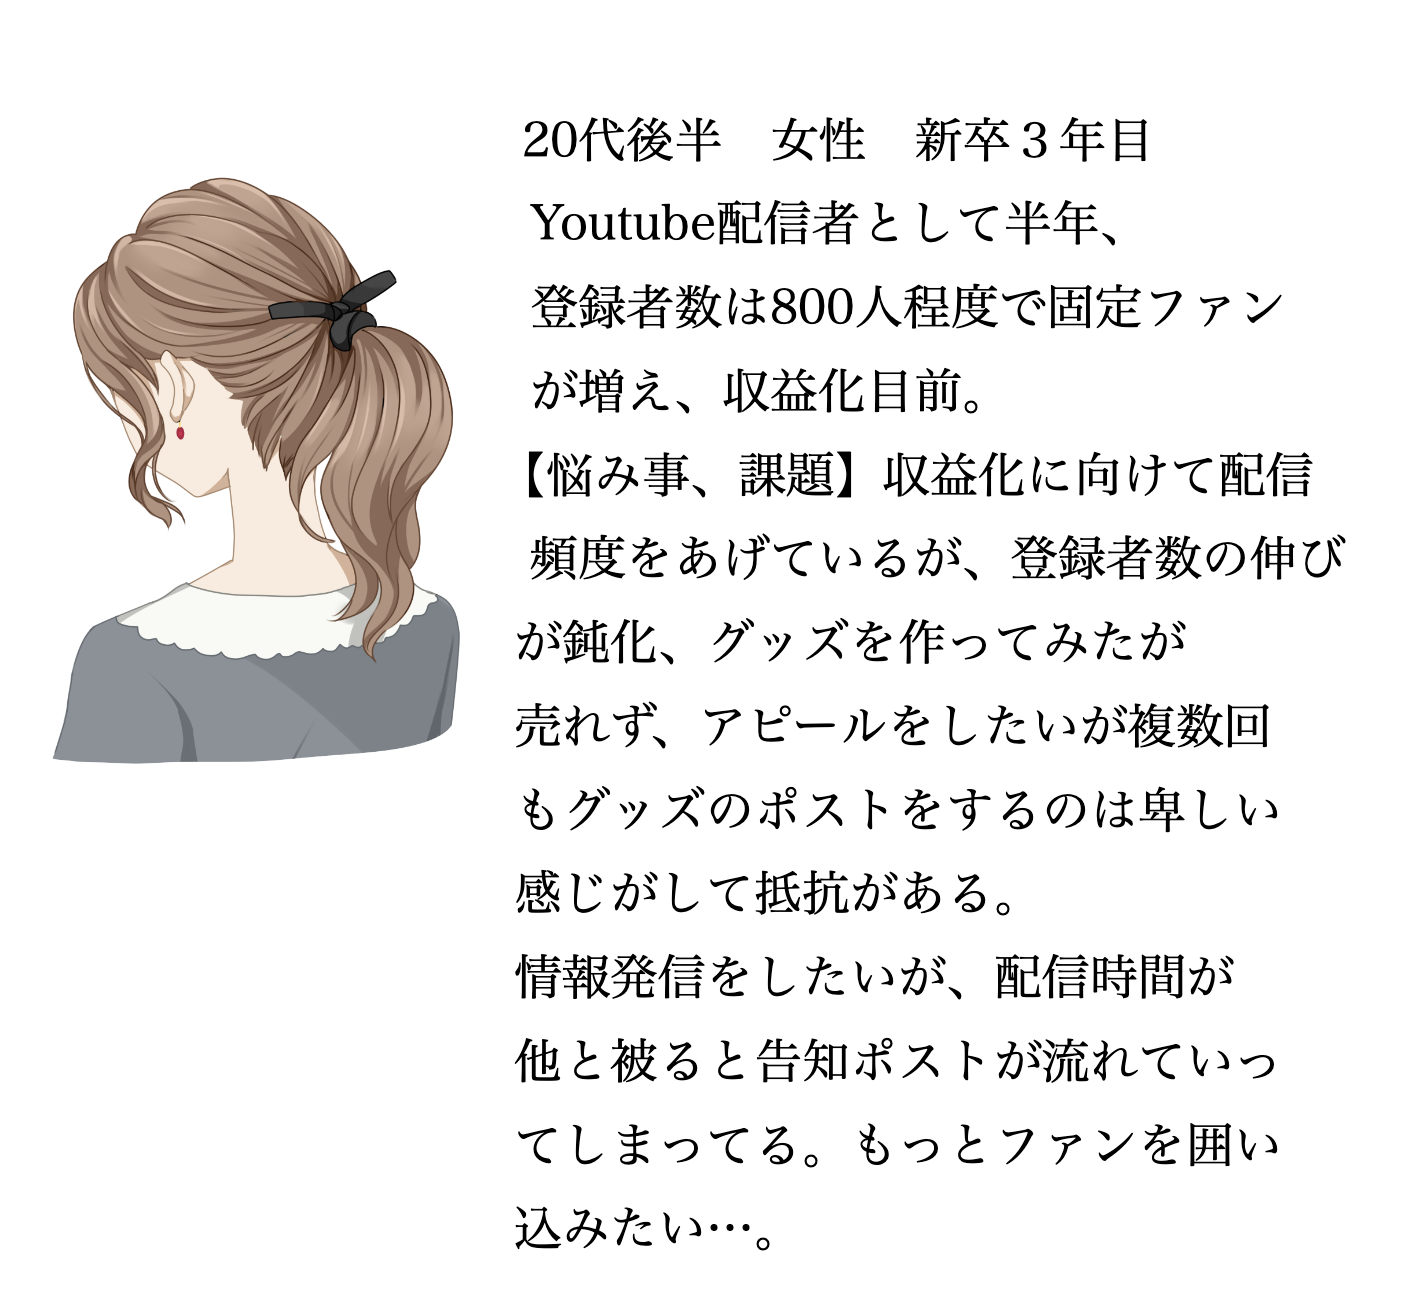 20代後半　女性　新卒３年目
Youtube配信者として半年、
登録者数は800人程度で固定ファン
が増え、収益化目前。
【悩み事、課題】収益化に向けて配信
頻度をあげているが、登録者数の伸び
が鈍化、グッズを作ってみたが
売れず、アピールをしたいが複数回
もグッズのポストをするのは卑しい
感じがして抵抗がある。
情報発信をしたいが、配信時間が
他と被ると告知ポストが流れていっ
てしまってる。もっとファンを囲い
込みたい…。